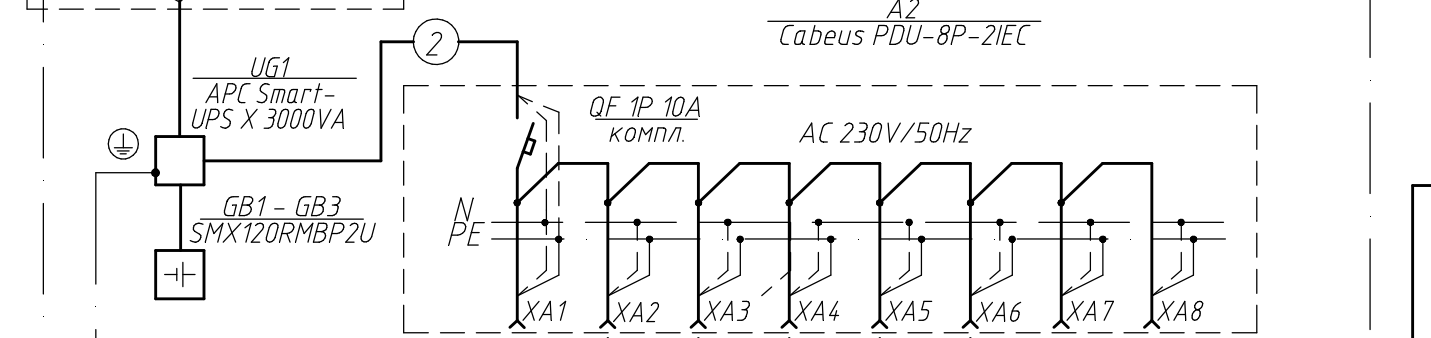 A2
Cabeus PDU-8P-2IEC
2
UG1
APC Smart-
UPS X 3000VA
QF 1P 10A
компл.
AC 230V/50Hz
GB1 - GB3
SMX120RMBP2U
N
PE
XA1 XA2 XA3 XA4 XA5 XA6 XA7 XA8